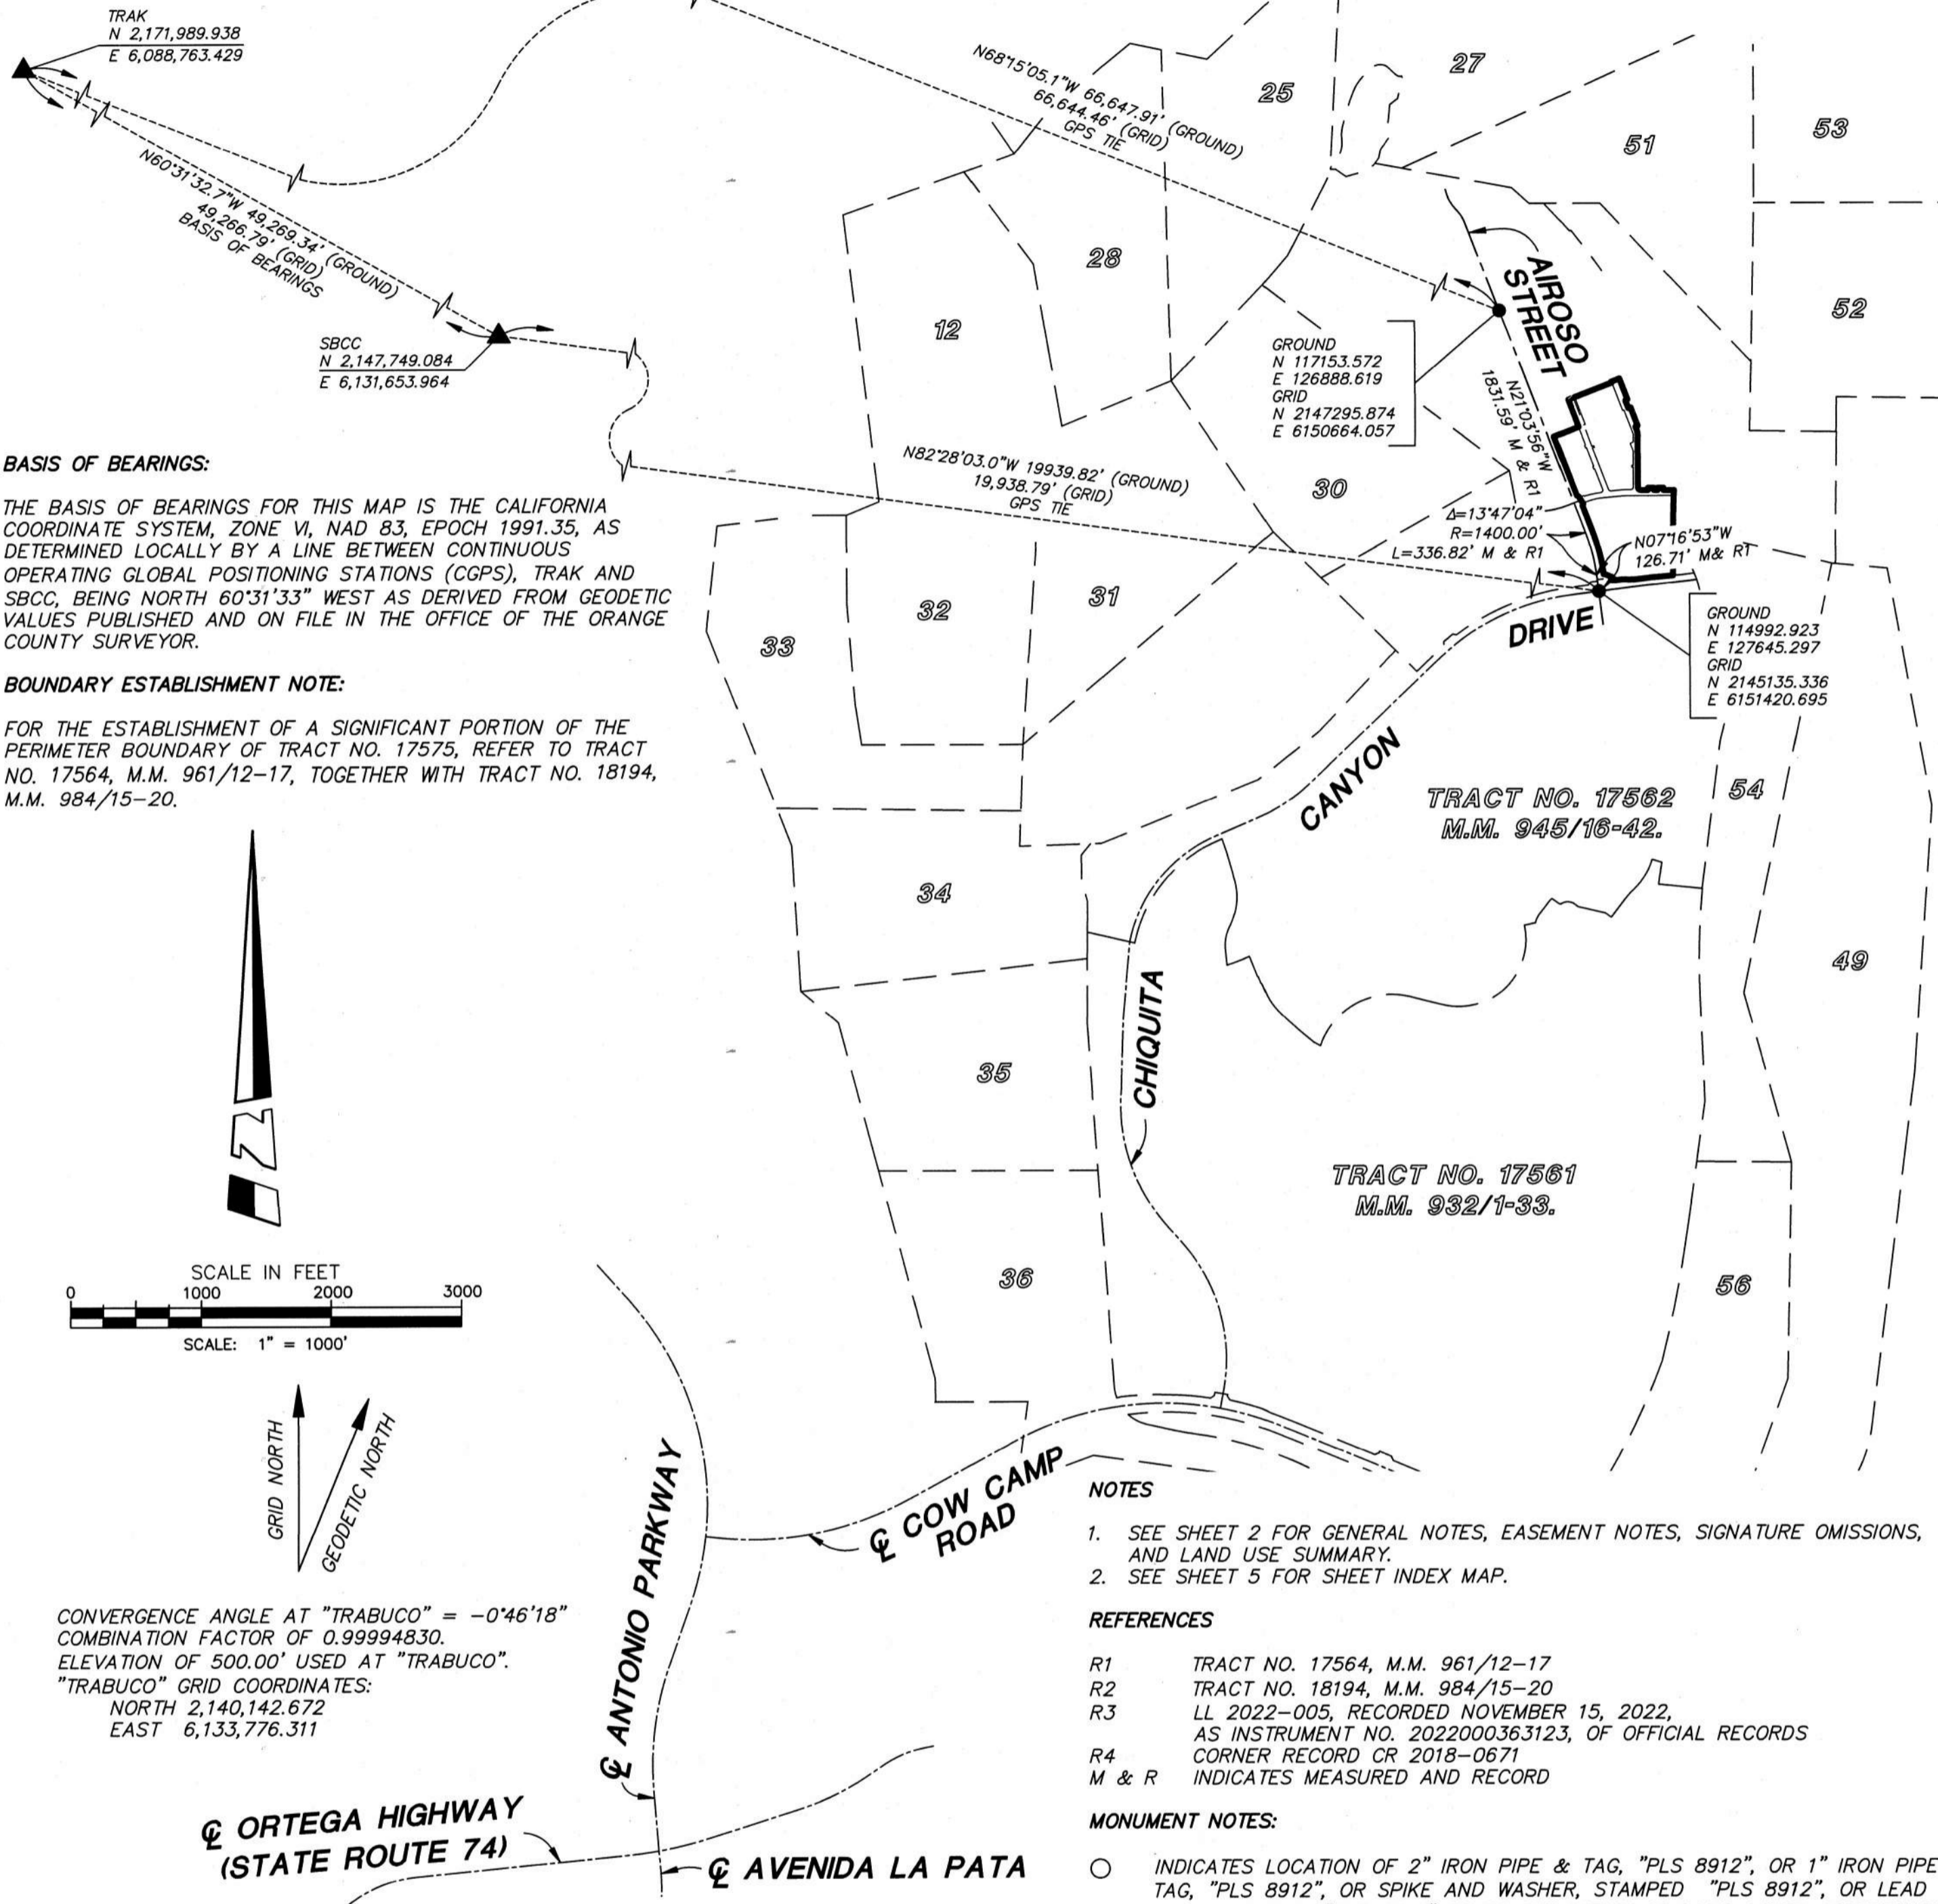 TRAK
N 2,171,989.938
E 6,088,763.429
N68°15'05.1"W 66,647.91' (GROUND)
66,644.46' (GRID)
GPS TIE
25
27
51
53
N60°31'32.7"W 49,269.34' (GROUND)
49,266.79' (GRID)
BASIS OF BEARINGS
28
12
52
AIROSO
STREET
SBCC
N 2,147,749.084
E 6,131,653.964
GROUND
N 117153.572
E 126888.619
GRID
N 2147295.874
E 6150664.057
N21°03'56"W
1831.59' M & R1
N82°28'03.0"W 19939.82' (GROUND)
19,938.79' (GRID)
GPS TIE
30
Δ=13°47'04"
R=1400.00'
L=336.82' M & R1
N07°16'53"W
126.71' M& R1
BASIS OF BEARINGS:
THE BASIS OF BEARINGS FOR THIS MAP IS THE CALIFORNIA
COORDINATE SYSTEM, ZONE VI, NAD 83, EPOCH 1991.35, AS
DETERMINED LOCALLY BY A LINE BETWEEN CONTINUOUS
OPERATING GLOBAL POSITIONING STATIONS (CGPS), TRAK AND
SBCC, BEING NORTH 60°31'33" WEST AS DERIVED FROM GEODETIC
VALUES PUBLISHED AND ON FILE IN THE OFFICE OF THE ORANGE
COUNTY SURVEYOR.
33
32
31
DRIVE
GROUND
N 114992.923
E 127645.297
GRID
N 2145135.336
E 6151420.695
BOUNDARY ESTABLISHMENT NOTE:
FOR THE ESTABLISHMENT OF A SIGNIFICANT PORTION OF THE
PERIMETER BOUNDARY OF TRACT NO. 17575, REFER TO TRACT
NO. 17564, M.M. 961/12-17, TOGETHER WITH TRACT NO. 18194,
M.M. 984/15-20.
CANYON
TRACT NO. 17562
M.M. 945/16-42.
54
34
49
CHIQUITA
35
N
TRACT NO. 17561
M.M. 932/1-33.
36
56
SCALE IN FEET
0 1000 2000 3000
SCALE: 1" = 1000'
GRID NORTH
GEODETIC NORTH
CONVERGENCE ANGLE AT "TRABUCO" = -0°46'18"
COMBINATION FACTOR OF 0.99994830.
ELEVATION OF 500.00' USED AT "TRABUCO".
"TRABUCO" GRID COORDINATES:
NORTH 2,140,142.672
EAST 6,133,776.311
℄ ANTONIO PARKWAY
℄ COW CAMP
ROAD
℄ ORTEGA HIGHWAY
(STATE ROUTE 74)
℄ AVENIDA LA PATA
NOTES
1. SEE SHEET 2 FOR GENERAL NOTES, EASEMENT NOTES, SIGNATURE OMISSIONS,
AND LAND USE SUMMARY.
2. SEE SHEET 5 FOR SHEET INDEX MAP.
REFERENCES
R1 TRACT NO. 17564, M.M. 961/12-17
R2 TRACT NO. 18194, M.M. 984/15-20
R3 LL 2022-005, RECORDED NOVEMBER 15, 2022,
AS INSTRUMENT NO. 2022000363123, OF OFFICIAL RECORDS
R4 CORNER RECORD CR 2018-0671
M & R INDICATES MEASURED AND RECORD
MONUMENT NOTES:
INDICATES LOCATION OF 2" IRON PIPE & TAG, "PLS 8912", OR 1" IRON PIPE
TAG, "PLS 8912", OR SPIKE AND WASHER, STAMPED "PLS 8912", OR LEAD